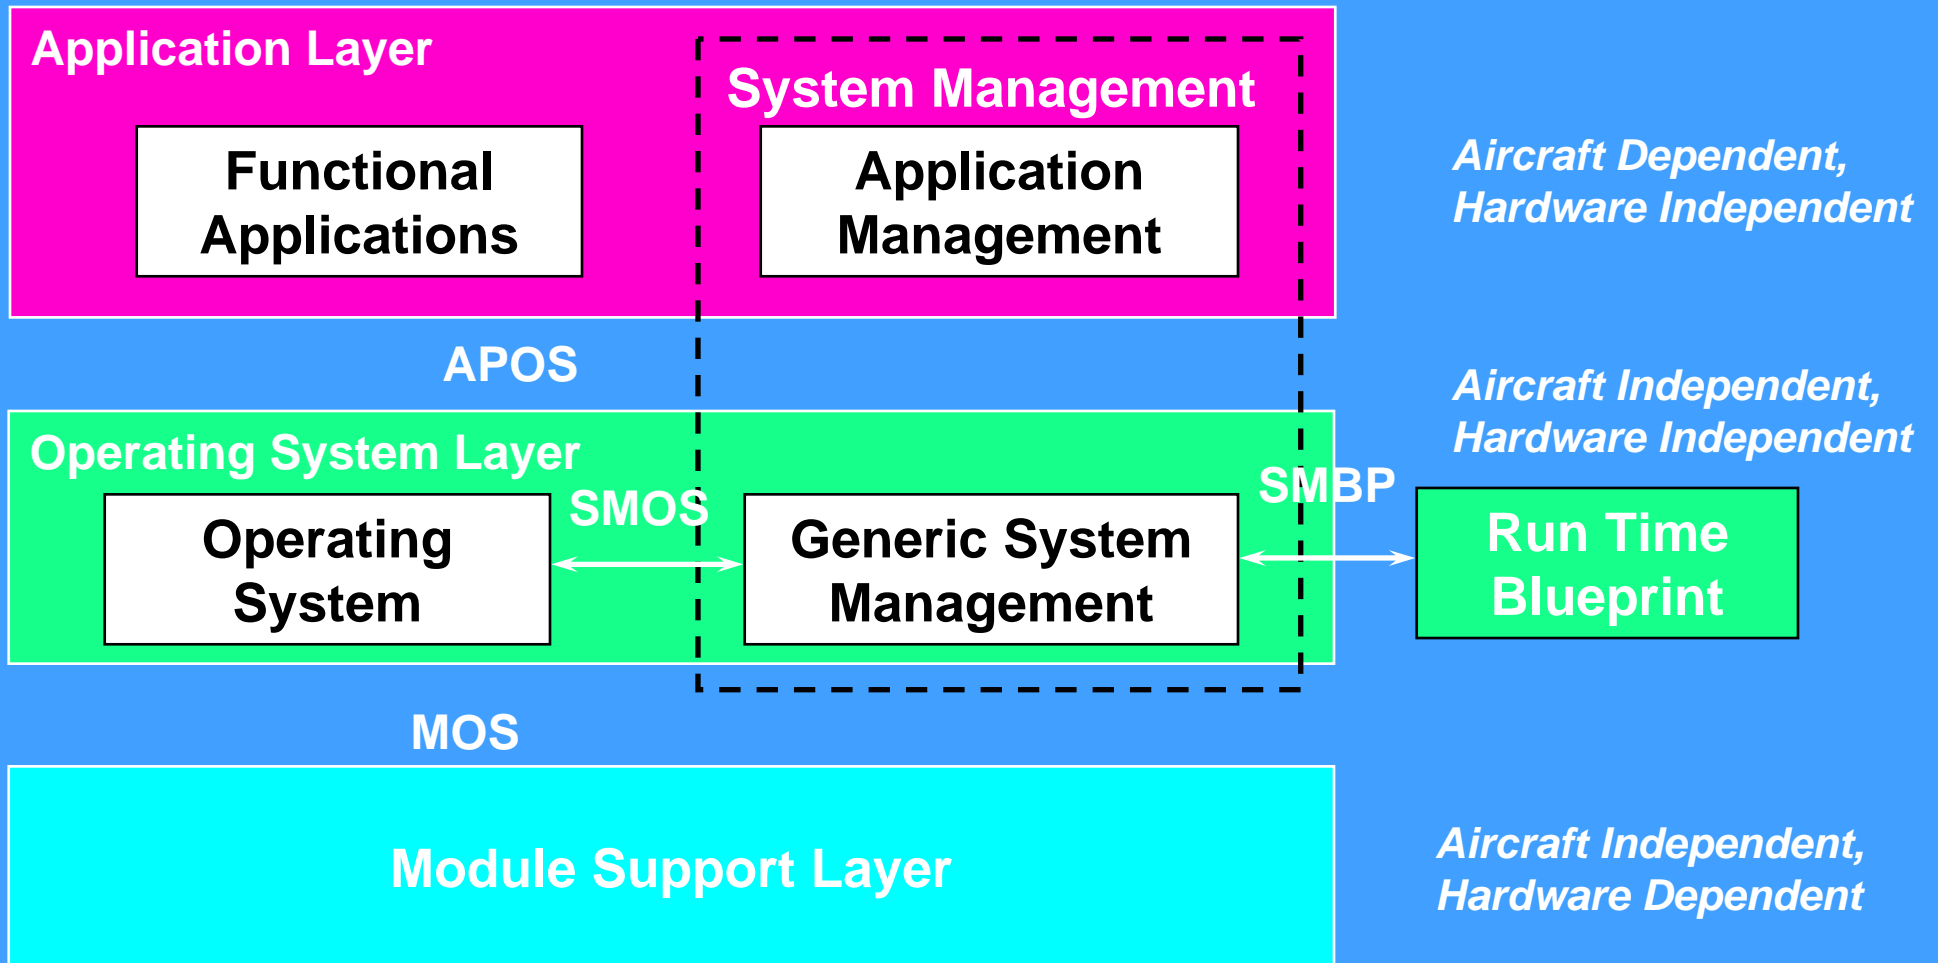 Application Layer
System Management
Functional
Applications
Application
Management
Aircraft Dependent,
Hardware Independent
APOS
Aircraft Independent,
Hardware Independent
Operating System Layer
SMOS
SMBP
Operating
System
Generic System
Management
Run Time
Blueprint
MOS
Module Support Layer
Aircraft Independent,
Hardware Dependent